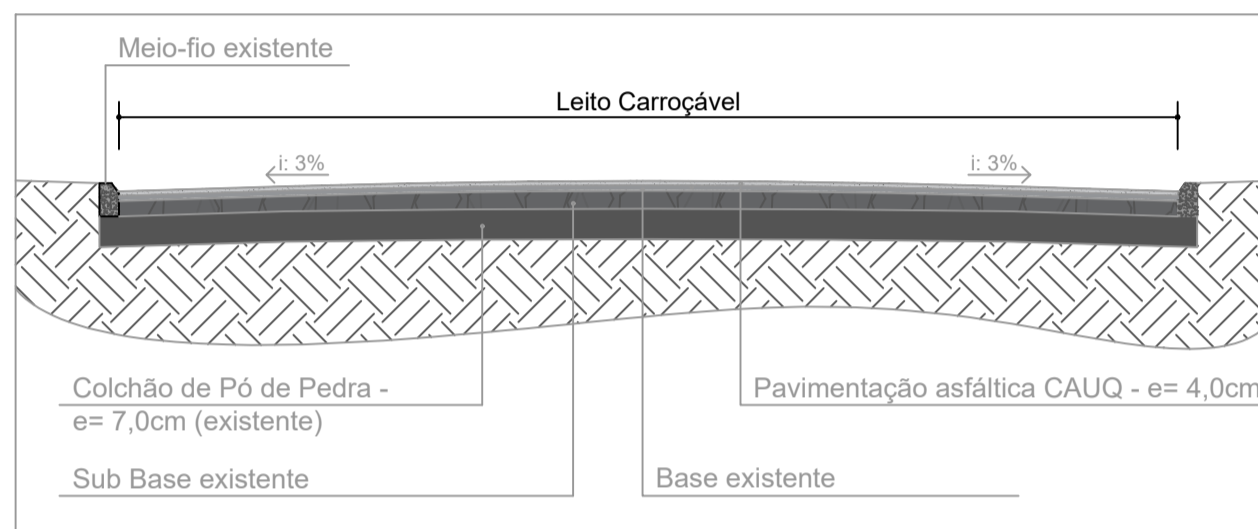 Meio-fio existente
Leito Carroçável
i: 3%
i: 3%
Colchão de Pó de Pedra -
e= 7,0cm (existente)
Pavimentação asfáltica CAUQ - e= 4,0cm
Sub Base existente
Base existente